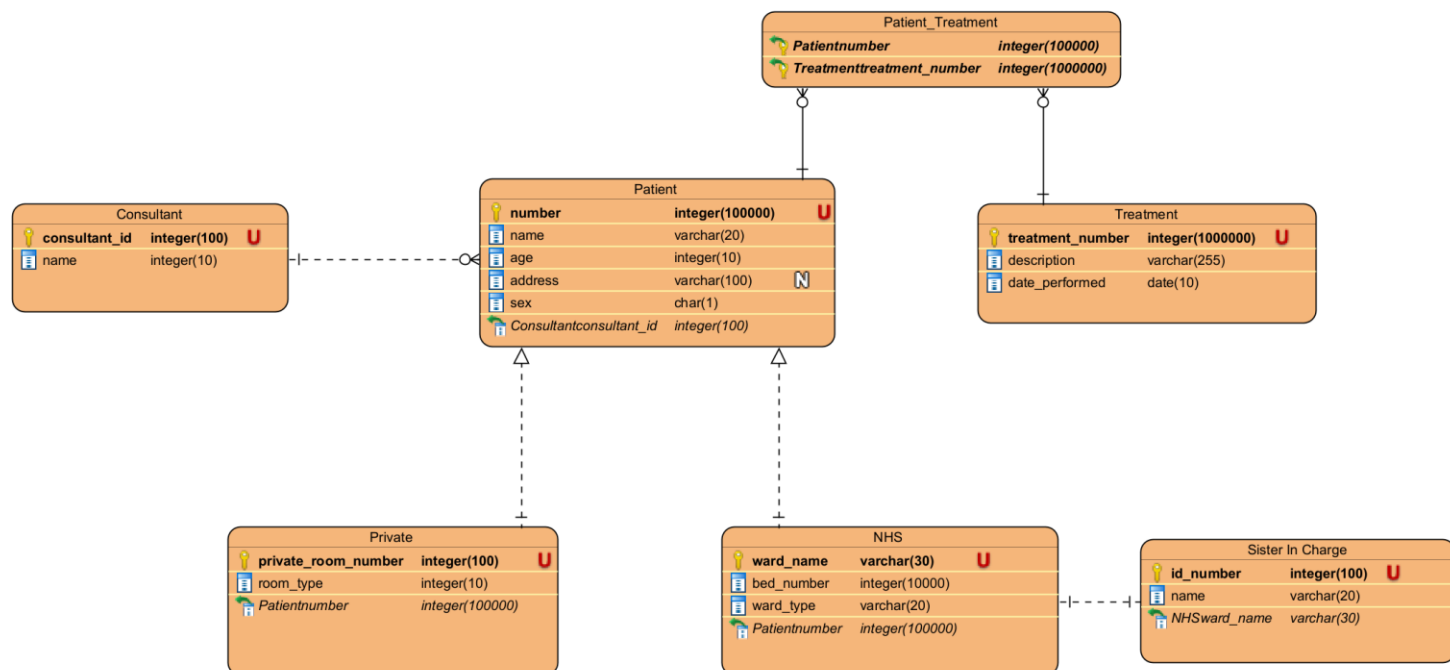 Patient_Treatment
Patientnumber integer(100000)
Treatmenttreatment_number integer(1000000)
Consultant
consultant_id integer(100) U
name integer(10)
Patient
number integer(100000) U
name varchar(20)
age integer(10)
address varchar(100) N
sex char(1)
Consultantconsultant_id integer(100)
Treatment
treatment_number integer(1000000) U
description varchar(255)
date_performed date(10)
Private
private_room_number integer(100) U
room_type integer(10)
Patientnumber integer(100000)
NHS
ward_name varchar(30) U
bed_number integer(10000)
ward_type varchar(20)
Patientnumber integer(100000)
Sister In Charge
id_number integer(100) U
name varchar(20)
NHSward_name varchar(30)